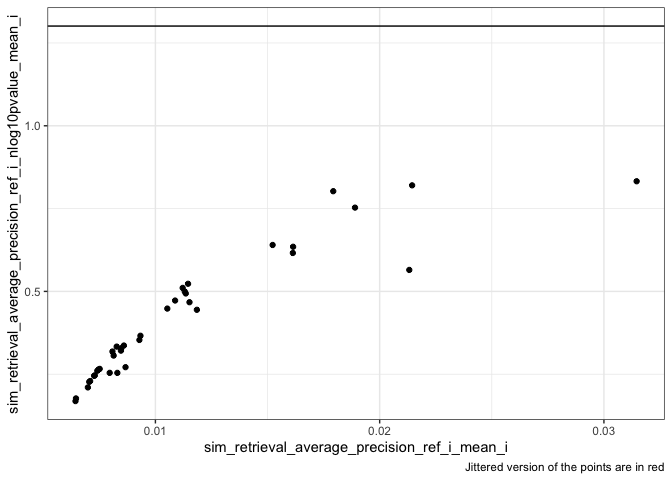 sim_retrieval_average_precision_ref_i_nlog10pvalue_mean_i
1.0
0.5
0.01
0.02
0.03
sim_retrieval_average_precision_ref_i_mean_i
Jittered version of the points are in red